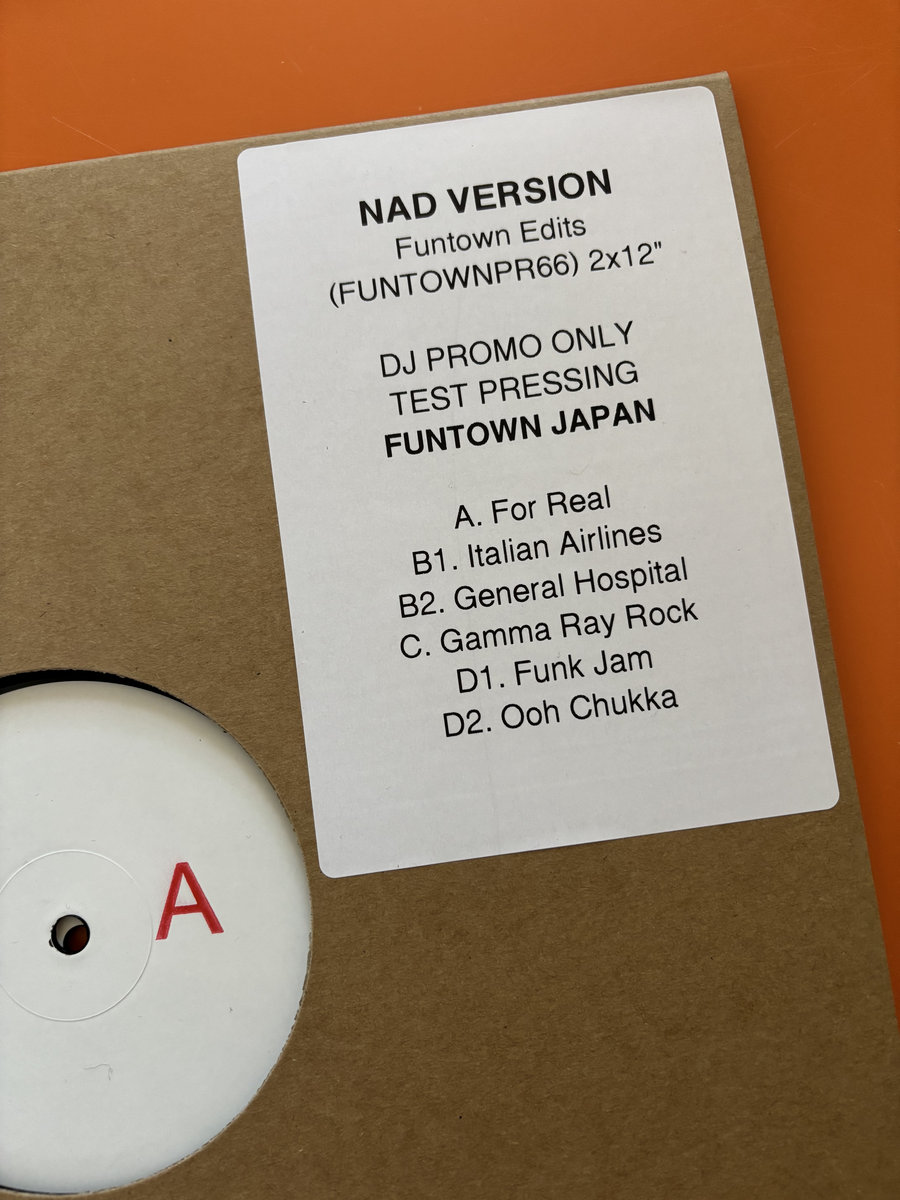 NAD VERSION
Funtown Edits
(FUNTOWNPR66) 2x12"
DJ PROMO ONLY
TEST PRESSING
FUNTOWN JAPAN
A. For Real
B1. Italian Airlines
B2. General Hospital
C. Gamma Ray Rock
D1. Funk Jam
D2. Ooh Chukka
A